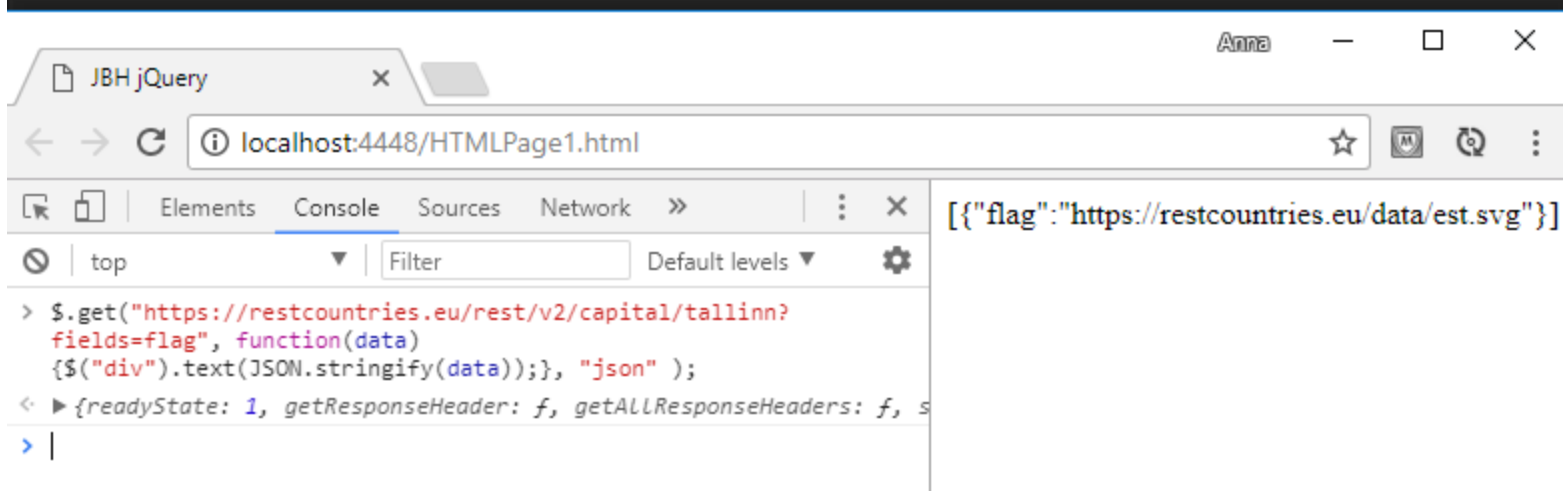 Anna
JBH jQuery
localhost:4448/HTMLPage1.html
Elements Console Sources Network »
top Filter Default levels
> $.get("https://restcountries.eu/rest/v2/capital/tallinn?
fields=flag", function(data)
{$("div").text(JSON.stringify(data));}, "json" );
{readyState: 1, getResponseHeader: ƒ, getAllResponseHeaders: ƒ, s
>
[{"flag":"https://restcountries.eu/data/est.svg"}]